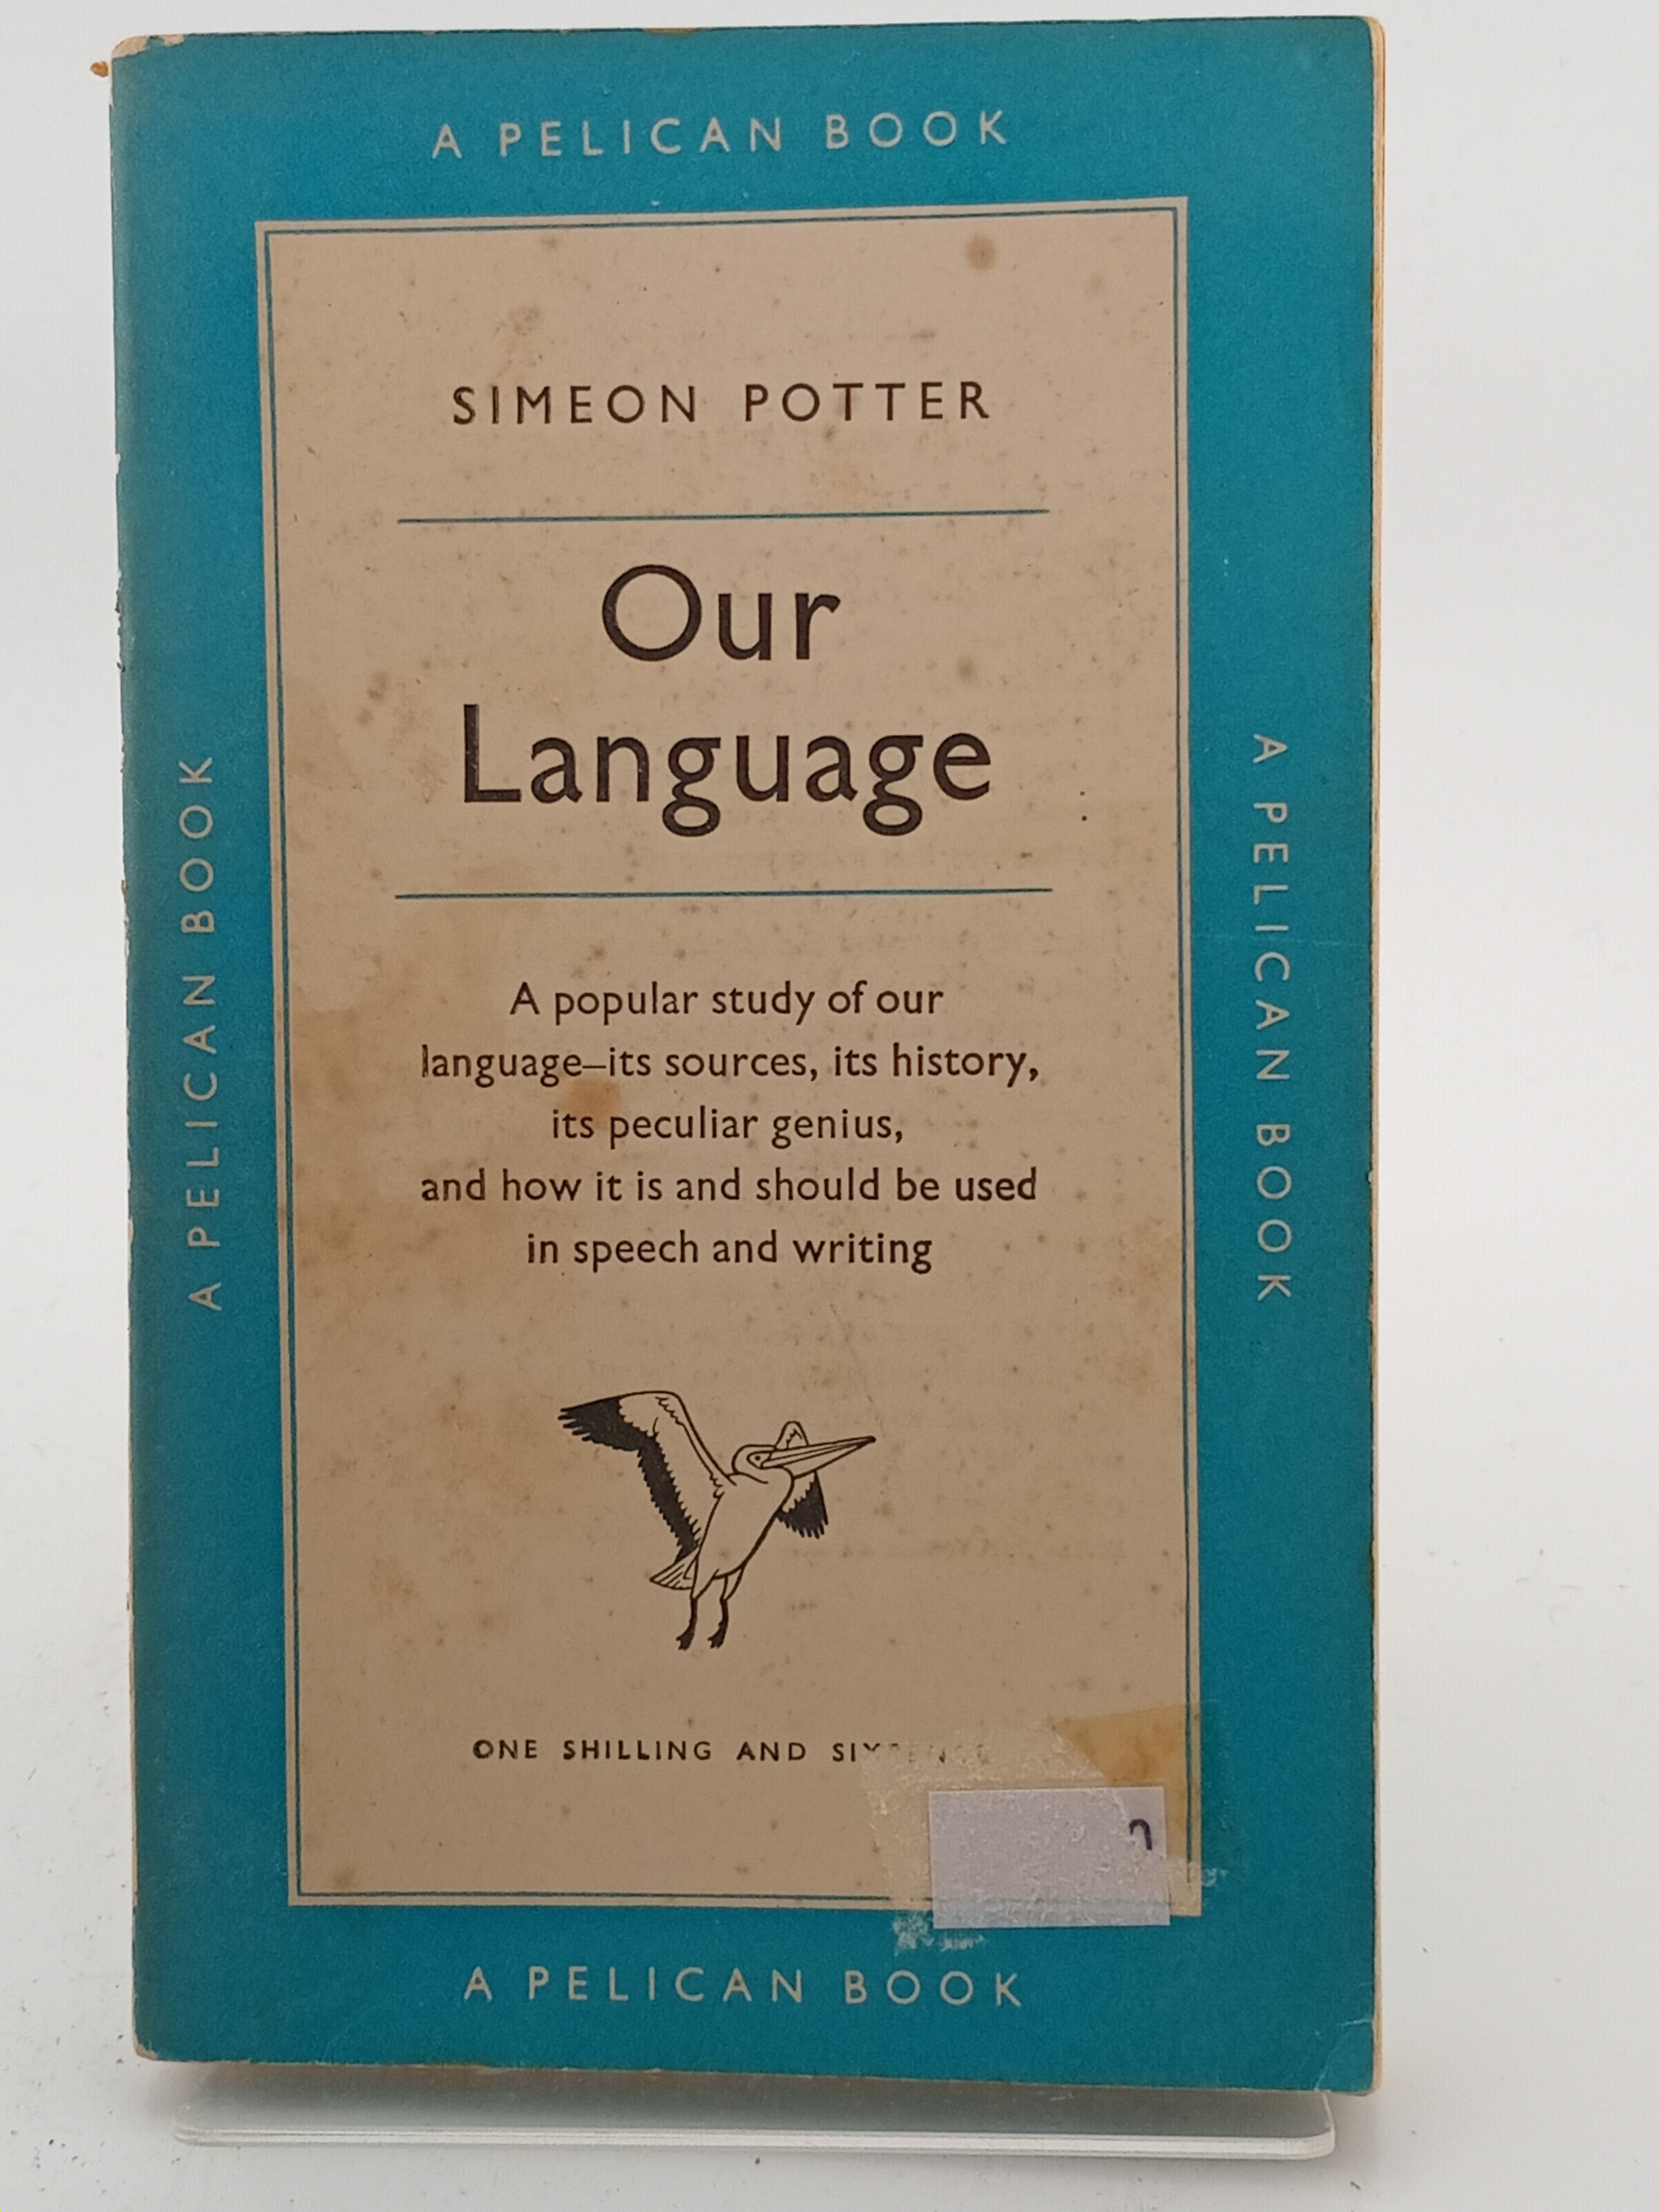 A PELICAN BOOK
SIMEON POTTER
Our
Language
A popular study of our
language—its sources, its history,
its peculiar genius,
and how it is and should be used
in speech and writing
ONE SHILLING AND SIXPENCE
A PELICAN BOOK
A PELICAN BOOK
A PELICAN BOOK